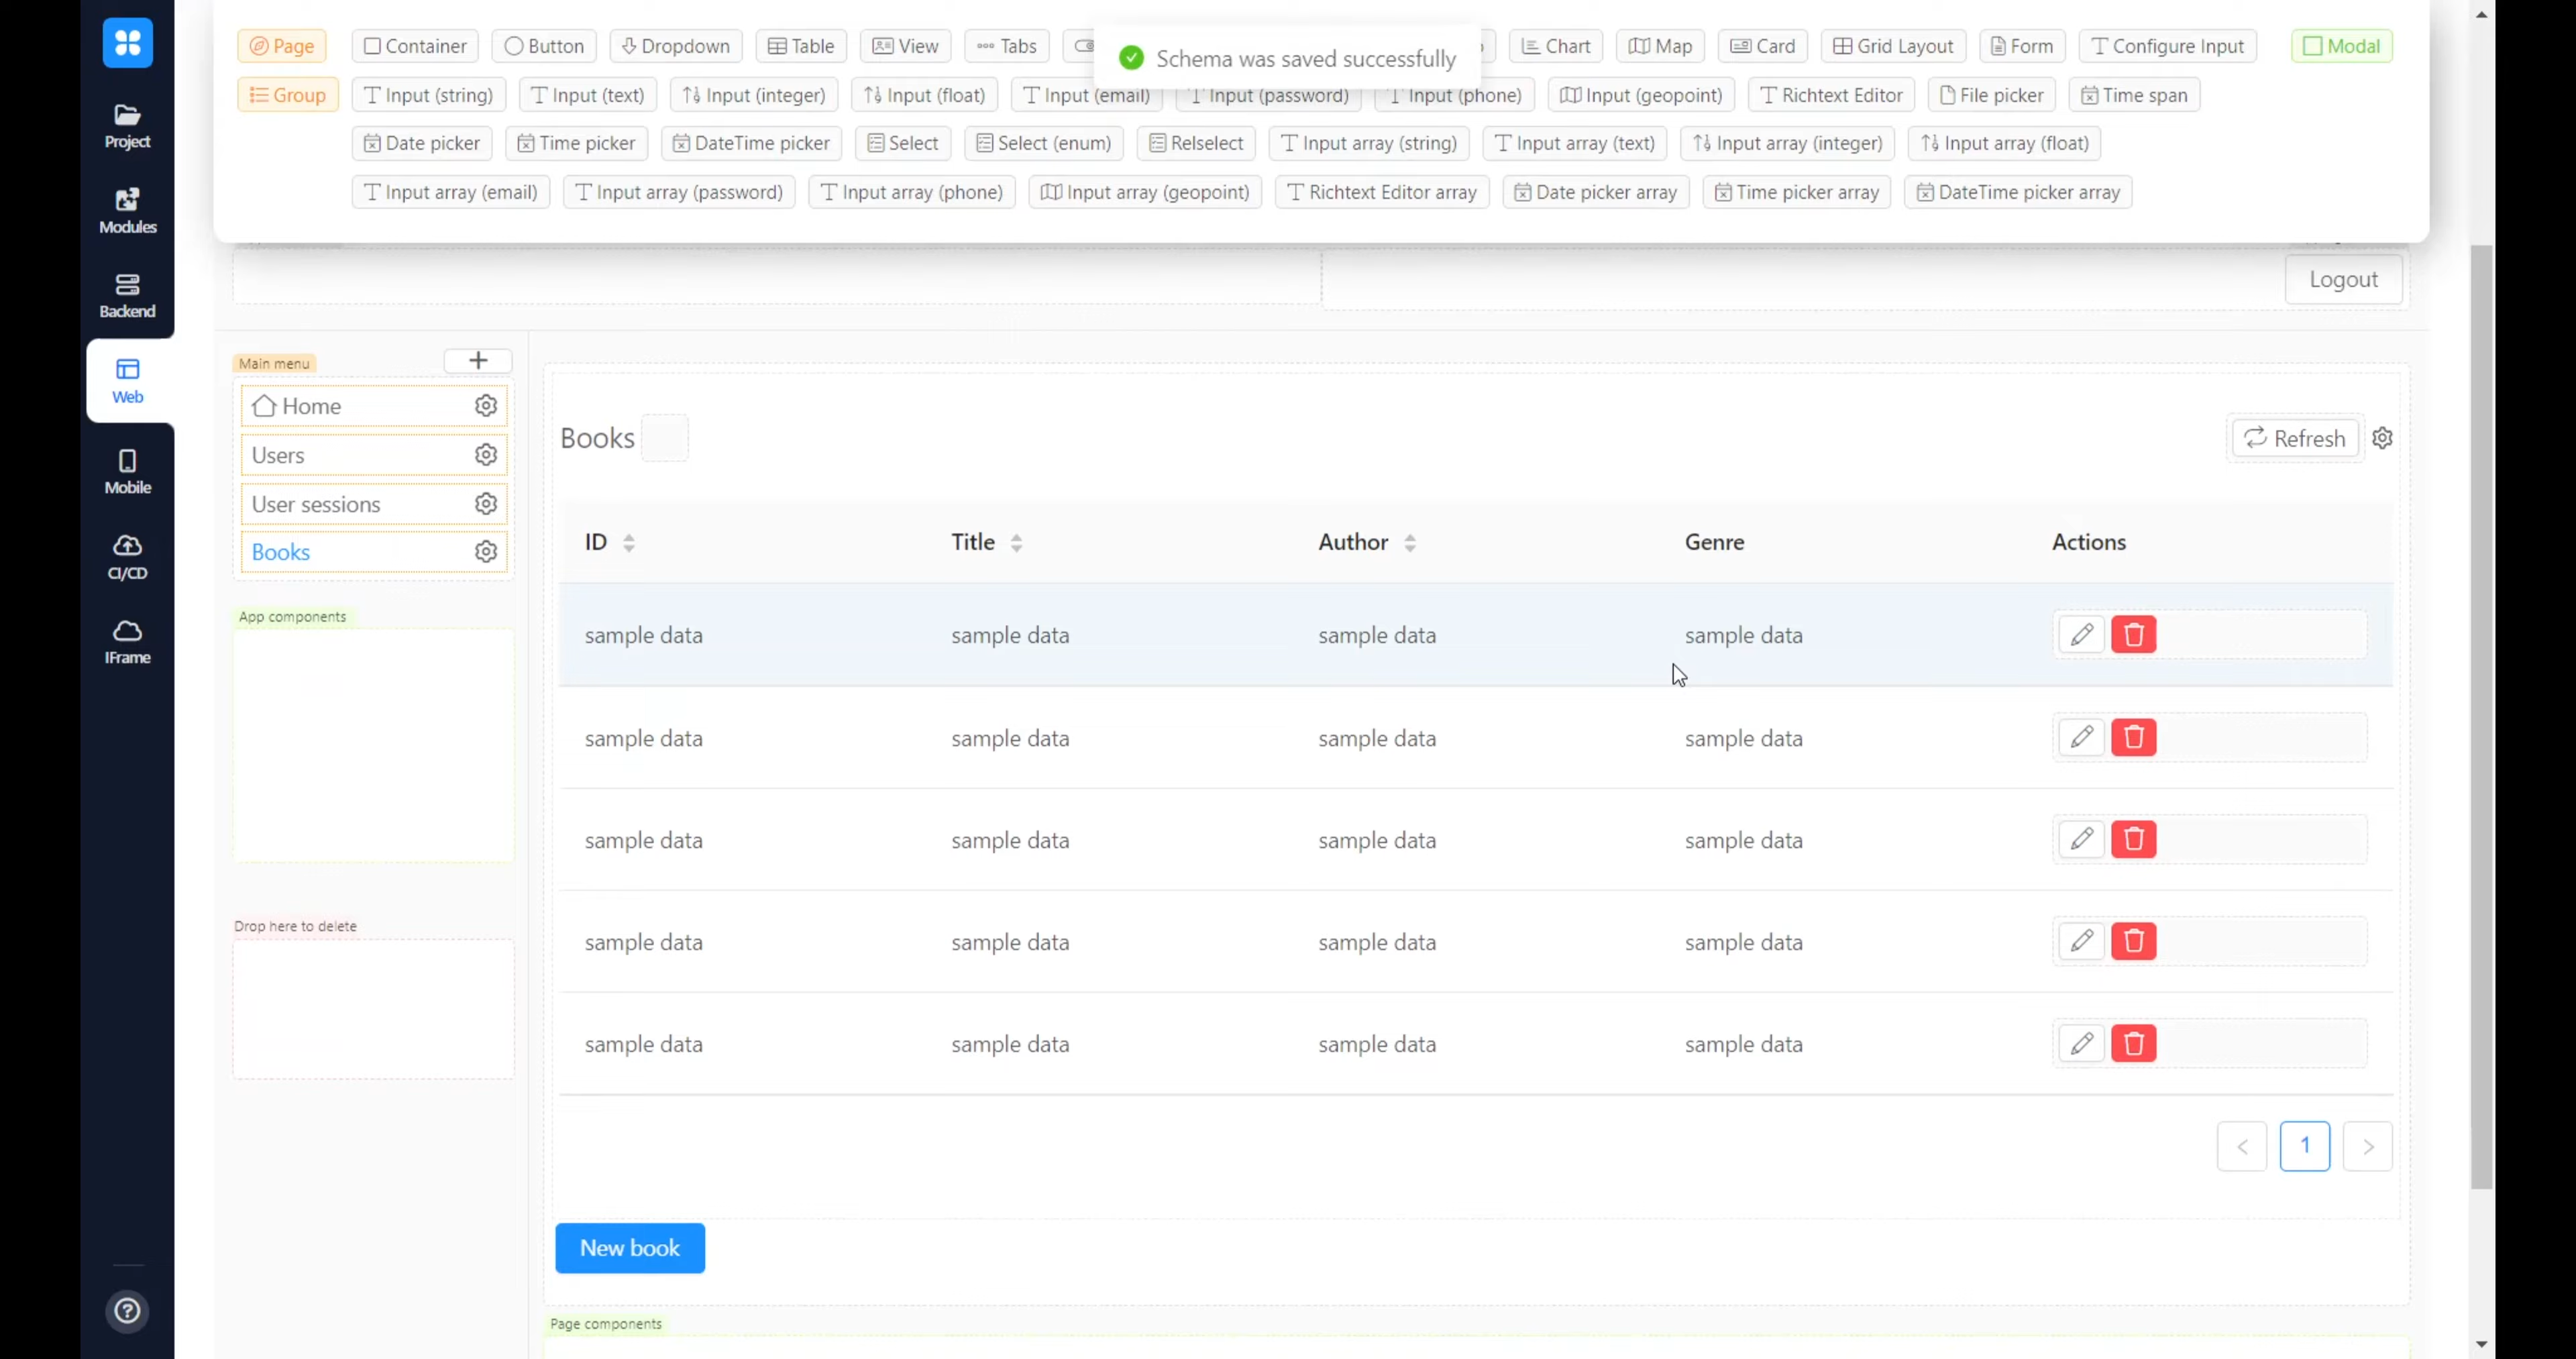 Page Container Button Dropdown Table View Tabs Chart Map Card Grid Layout Form Configure Input Modal
Schema was saved successfully
Group Input (string) Input (text) Input (integer) Input (float) Input (email) Input (password) Input (phone) Input (geopoint) Richtext Editor File picker Time span
Date picker Time picker DateTime picker Select Select (enum) Relselect Input array (string) Input array (text) Input array (integer) Input array (float)
Input array (email) Input array (password) Input array (phone) Input array (geopoint) Richtext Editor array Date picker array Time picker array DateTime picker array
Project
Modules
Backend
Web
Mobile
CI/CD
IFrame
Logout
Main menu
Home
Users
User sessions
Books
App components
Drop here to delete
Books Refresh
ID Title Author Genre Actions
sample data sample data sample data sample data
sample data sample data sample data sample data
sample data sample data sample data sample data
sample data sample data sample data sample data
sample data sample data sample data sample data
< 1 >
New book
Page components